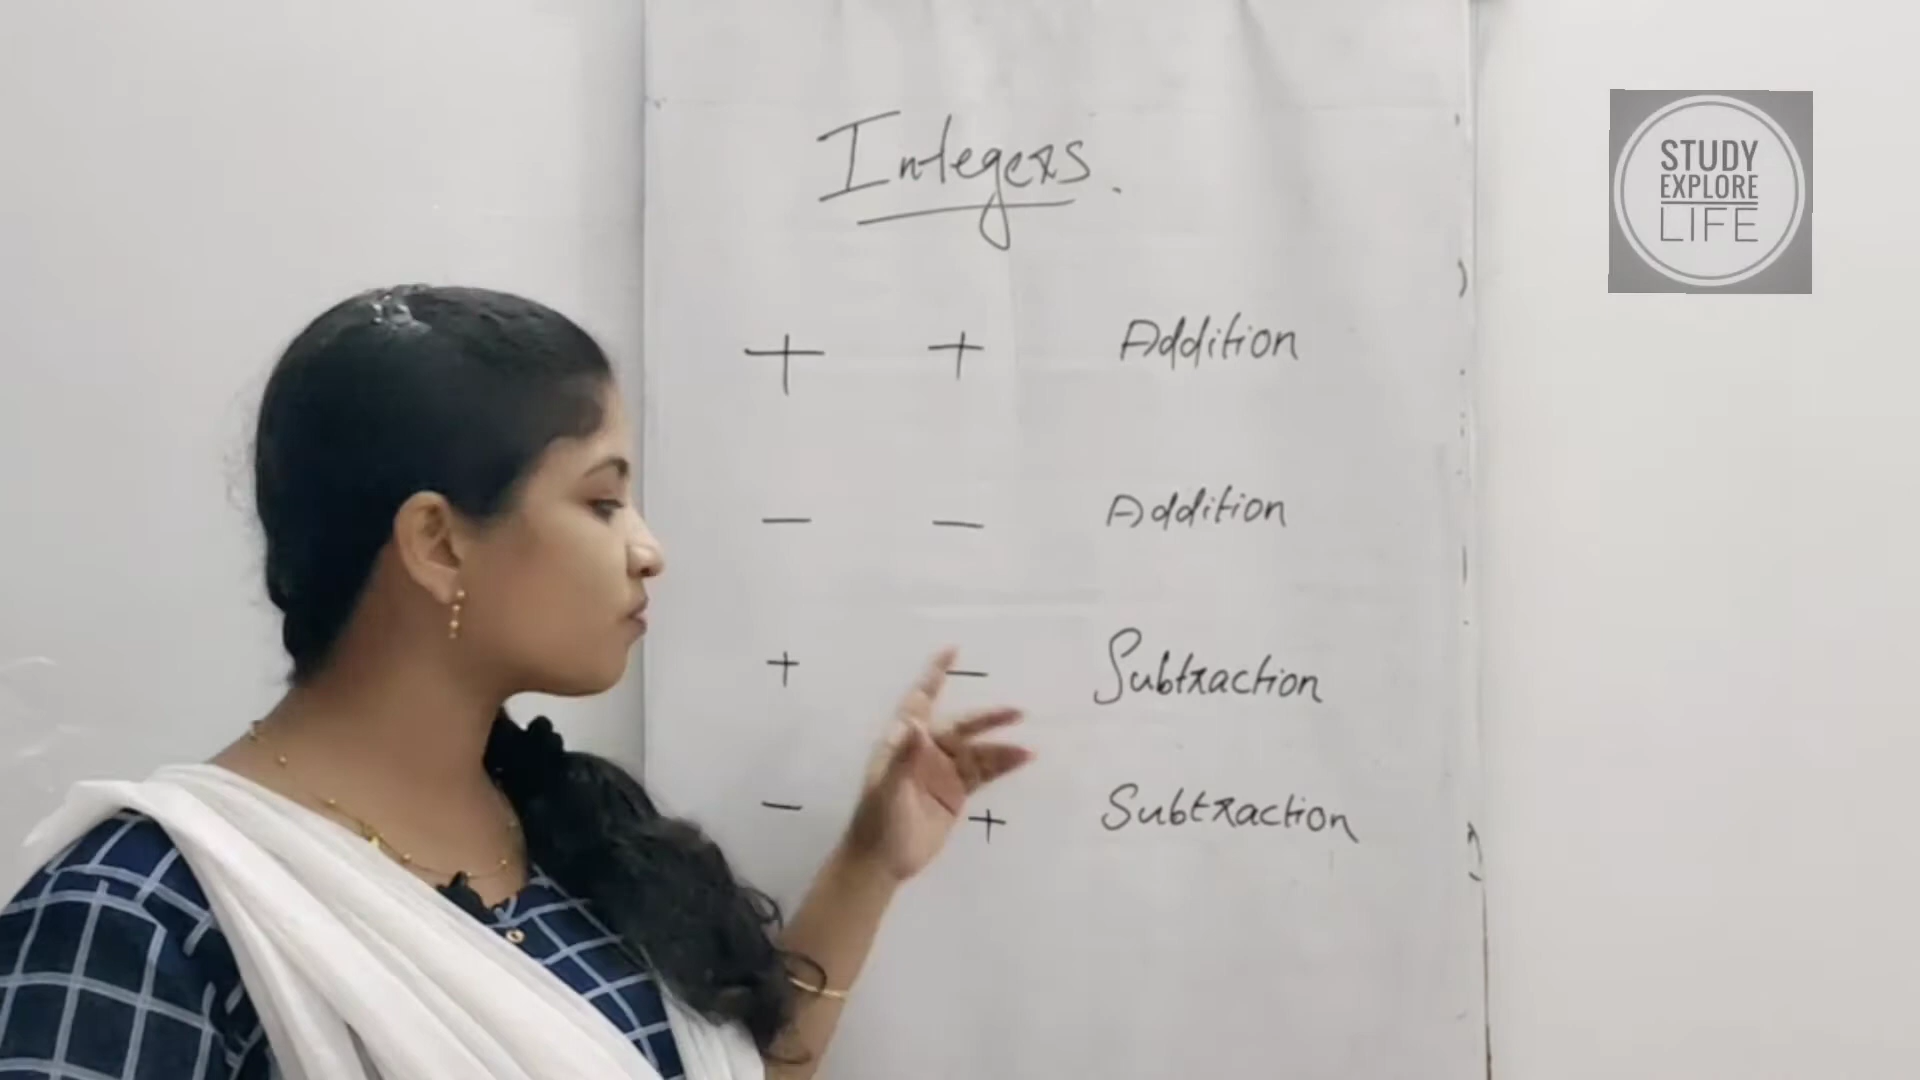 Integers.
+ + Addition
− − Addition
+ − Subtraction
− + Subtraction
STUDY
EXPLORE
LIFE